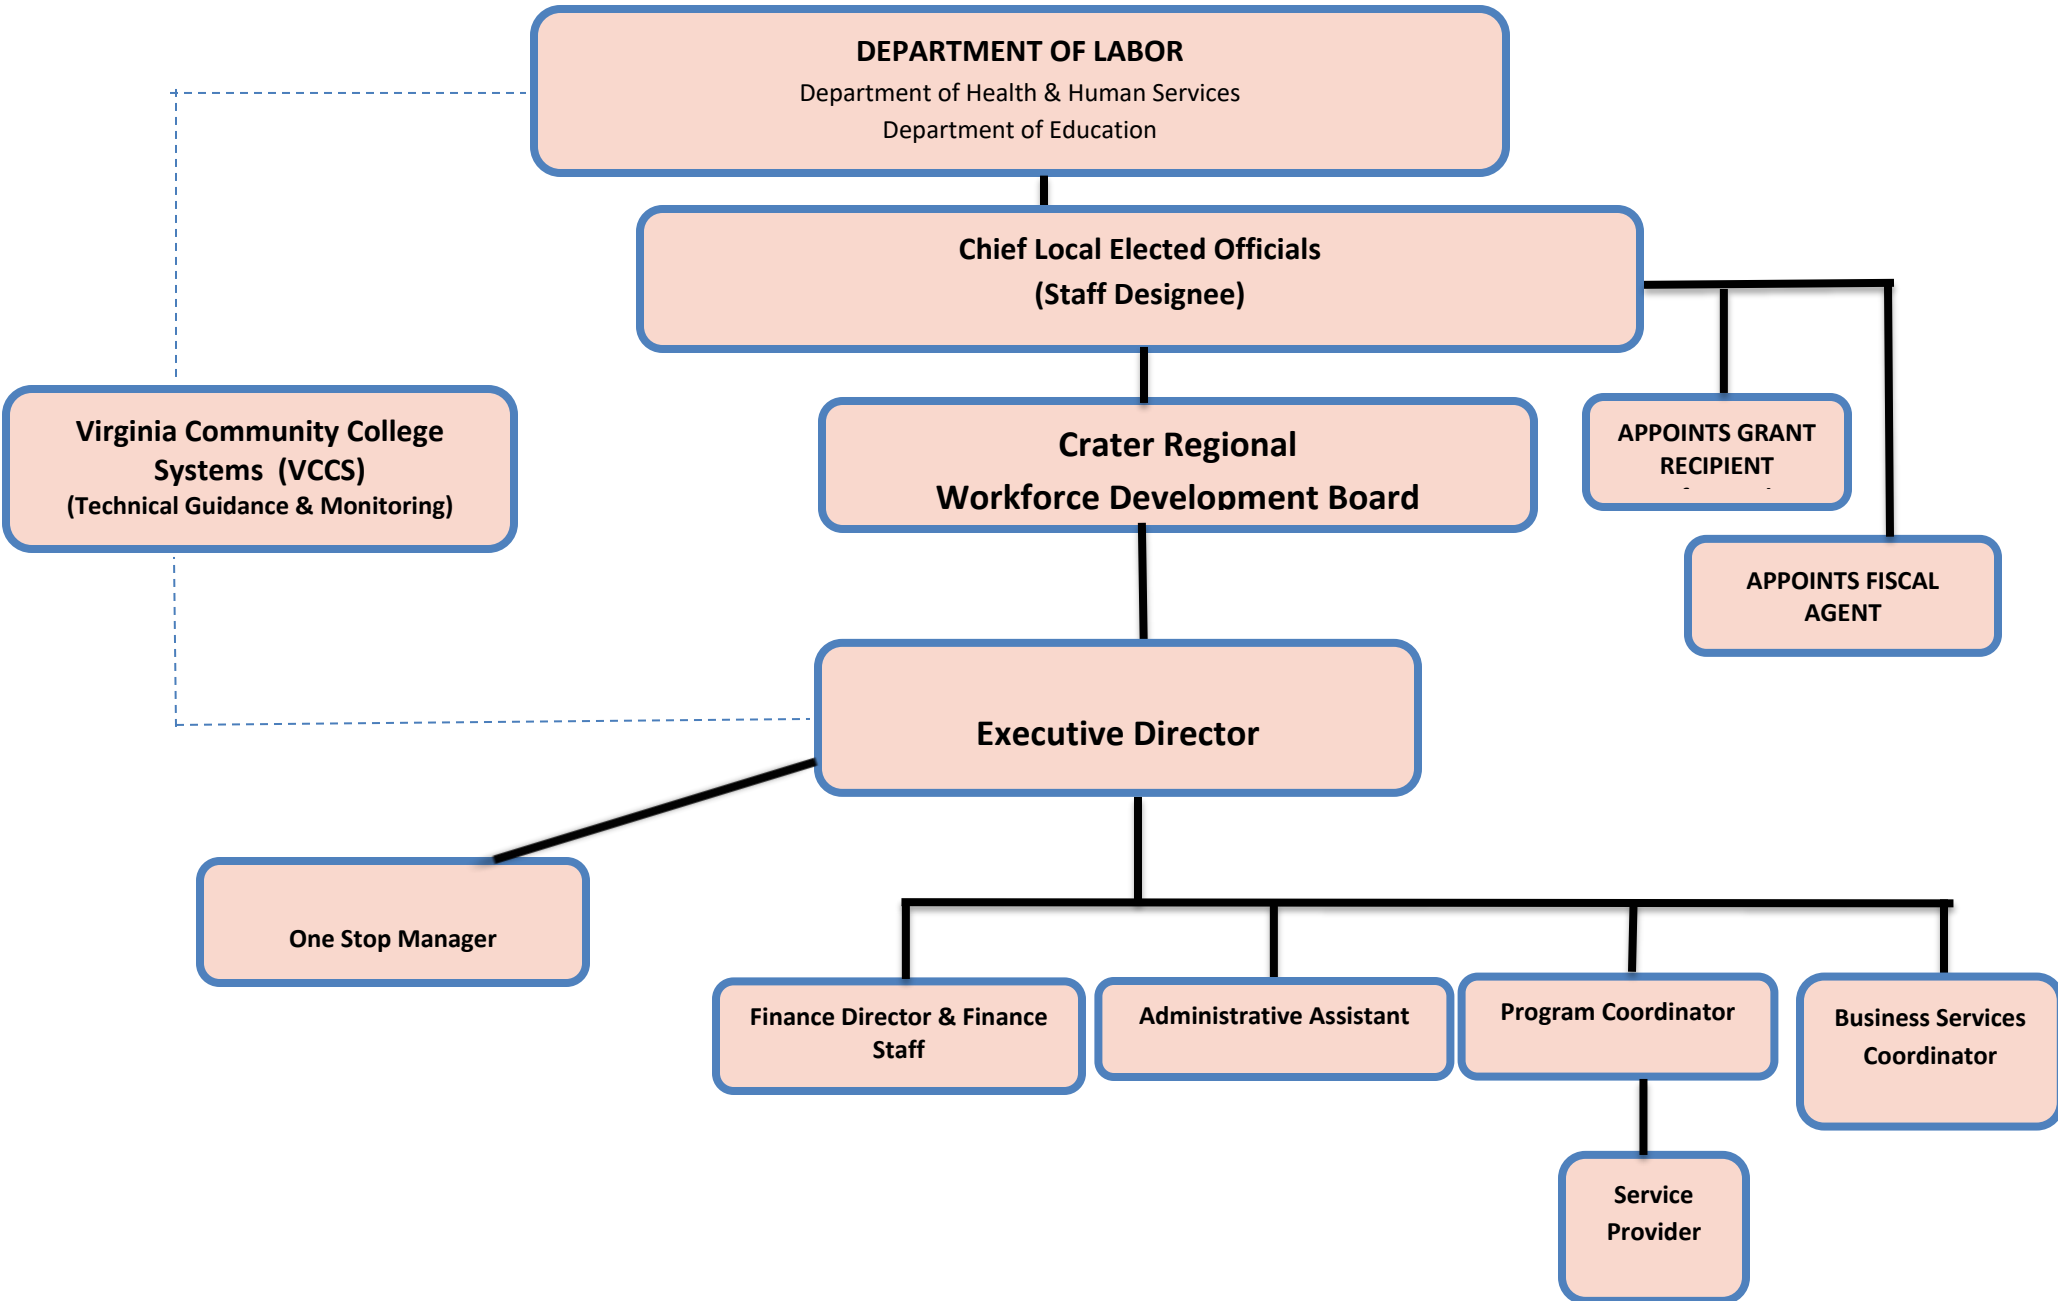 DEPARTMENT OF LABOR
Department of Health & Human Services
Department of Education
Chief Local Elected Officials
(Staff Designee)
Virginia Community College
Systems (VCCS)
(Technical Guidance & Monitoring)
Crater Regional
Workforce Development Board
APPOINTS GRANT
RECIPIENT
APPOINTS FISCAL
AGENT
Executive Director
One Stop Manager
Finance Director & Finance
Staff
Administrative Assistant
Program Coordinator
Business Services
Coordinator
Service
Provider